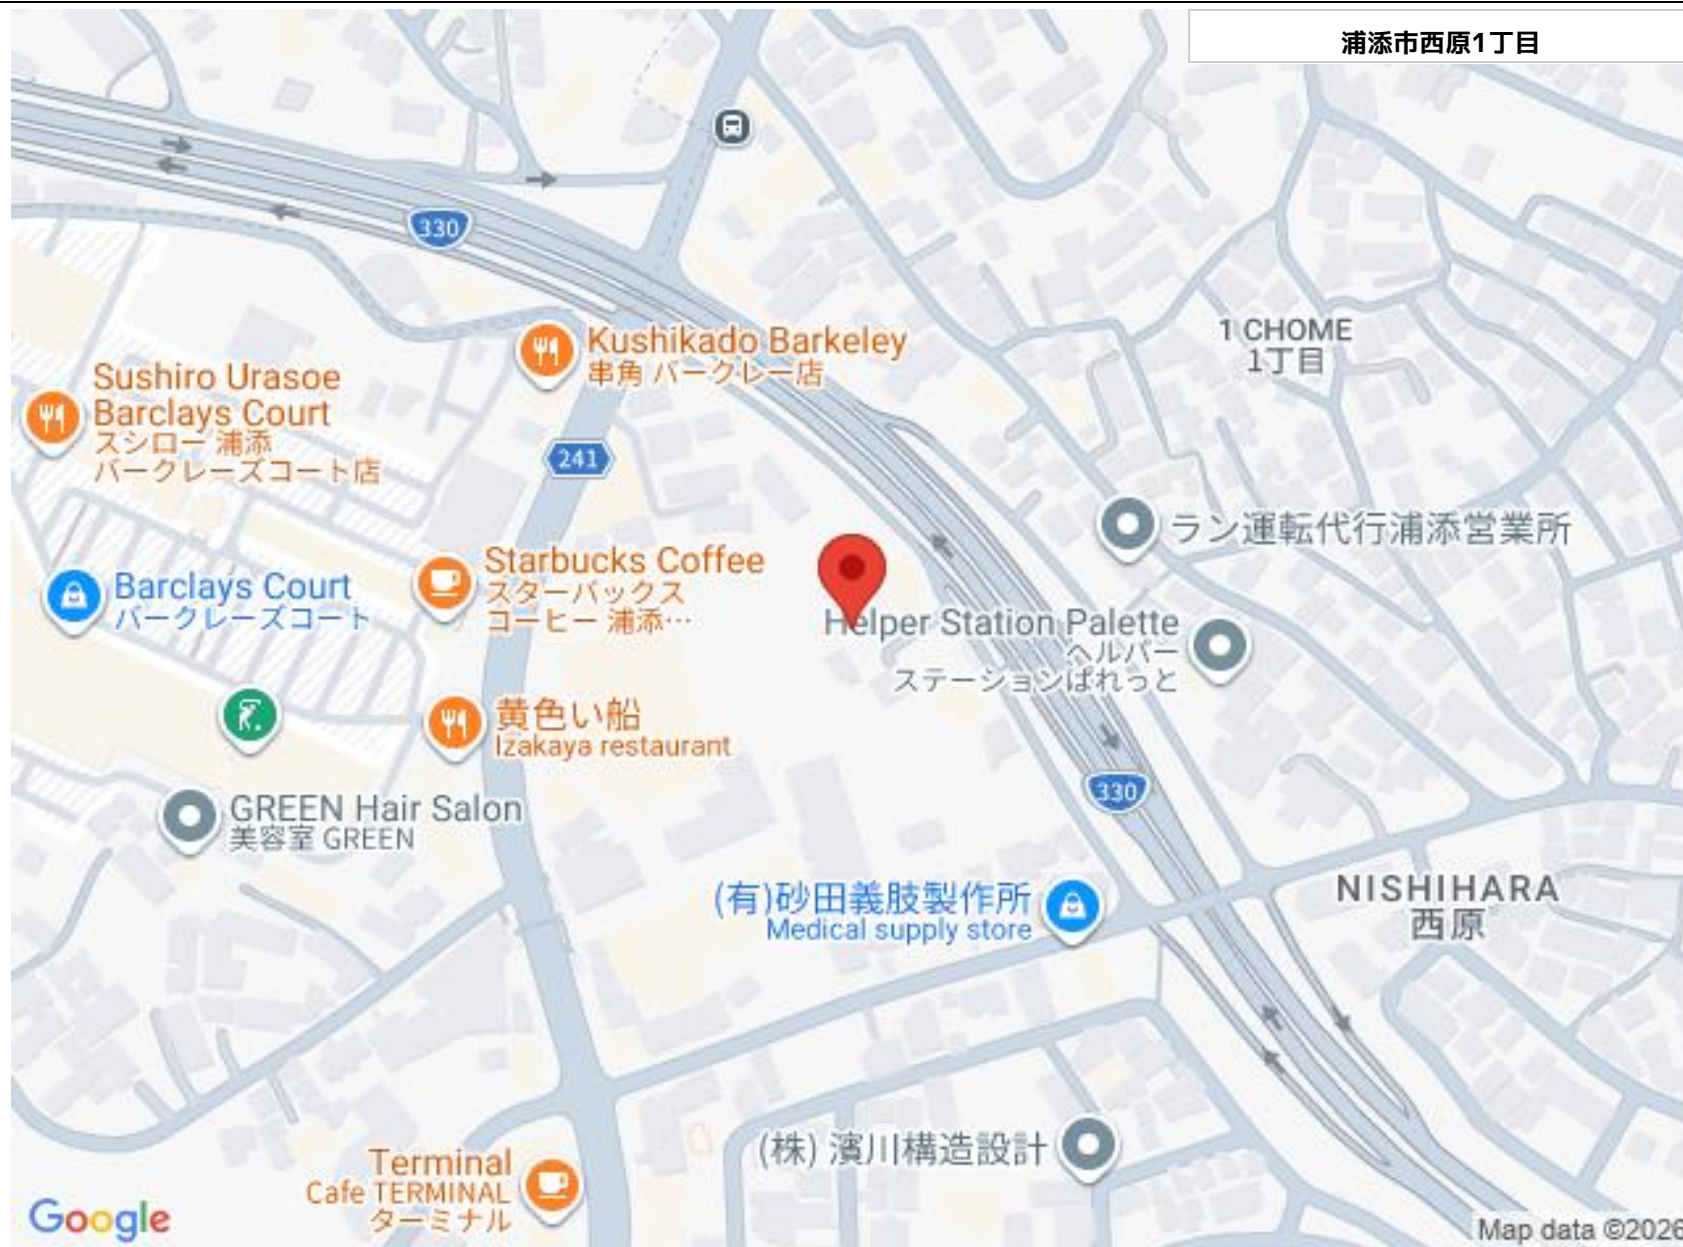 浦添市西原1丁目
330
Kushikado Barkeley
串角 バークレー店
1 CHOME
1丁目
Sushiro Urasoe
Barclays Court
スシロー 浦添
バークレーズコート店
241
ラン運転代行浦添営業所
Starbucks Coffee
スターバックス
コーヒー 浦添…
Barclays Court
バークレーズコート
Helper Station Palette
ヘルパー
ステーションぱれっと
黄色い船
Izakaya restaurant
330
GREEN Hair Salon
美容室 GREEN
(有)砂田義肢製作所
Medical supply store
NISHIHARA
西原
(株) 濱川構造設計
Terminal
Cafe TERMINAL
ターミナル
Google
Map data ©2026